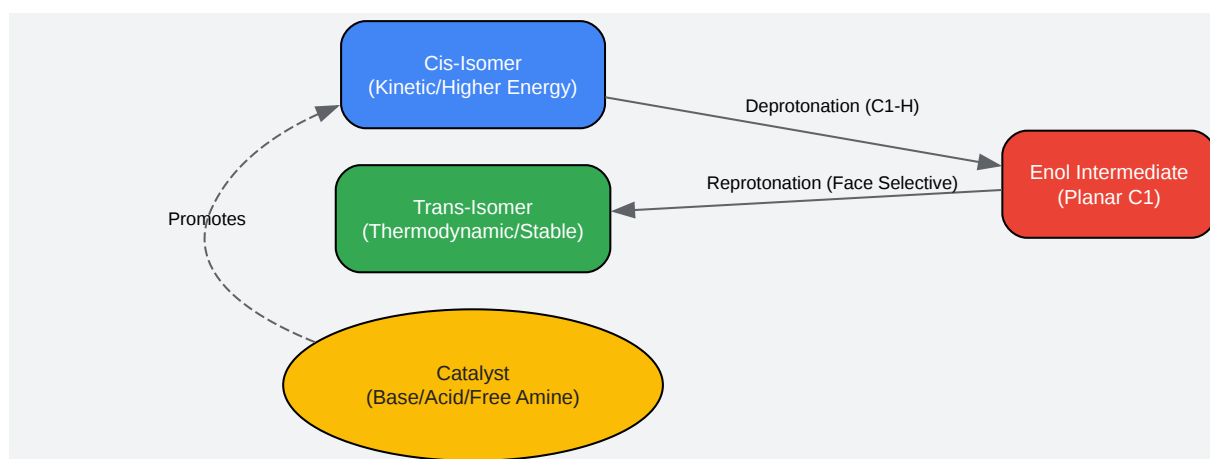 Cis-Isomer
(Kinetic/Higher Energy)
Deprotonation (C1-H)
Enol Intermediate
(Planar C1)
Reprotonation (Face Selective)
Trans-Isomer
(Thermodynamic/Stable)
Promotes
Catalyst
(Base/Acid/Free Amine)